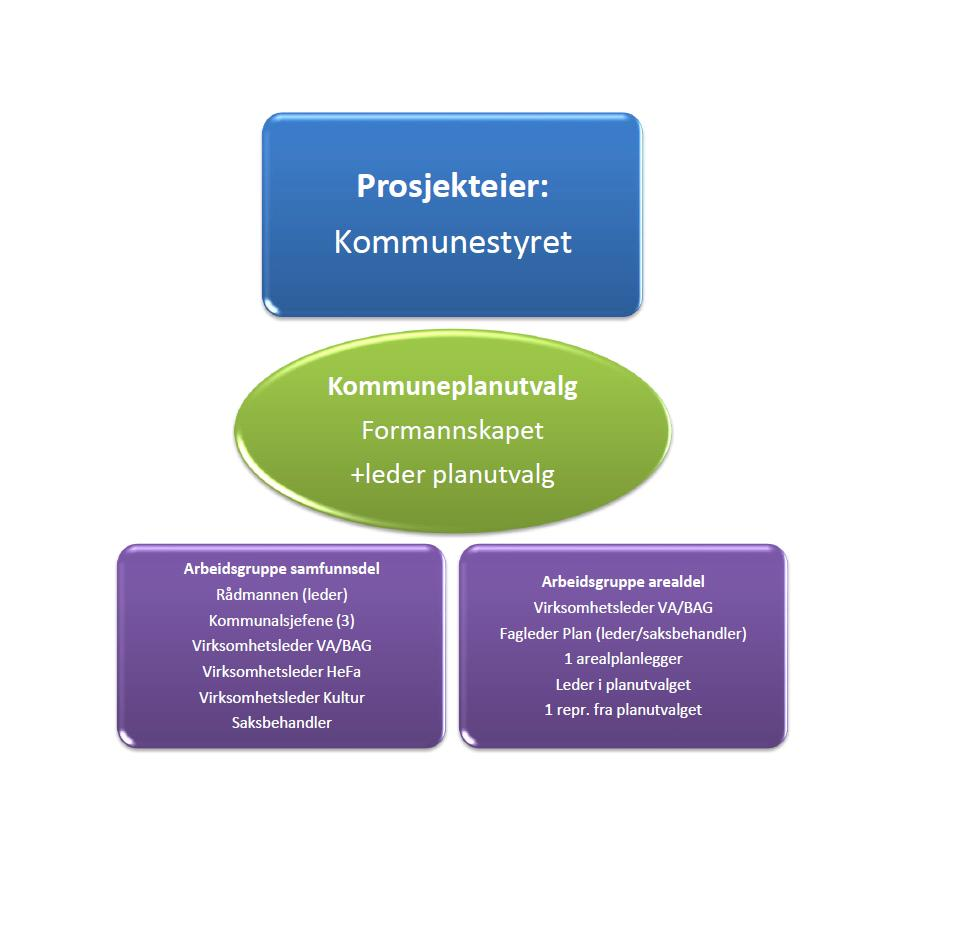 Prosjekteier:
Kommunestyret
Kommuneplanutvalg
Formannskapet
+leder planutvalg
Arbeidsgruppe samfunnsdel
Rådmannen (leder)
Kommunalsjefene (3)
Virksomhetsleder VA/BAG
Virksomhetsleder HeFa
Virksomhetsleder Kultur
Saksbehandler
Arbeidsgruppe arealdel
Virksomhetsleder VA/BAG
Fagleder Plan (leder/saksbehandler)
1 arealplanlegger
Leder i planutvalget
1 repr. fra planutvalget